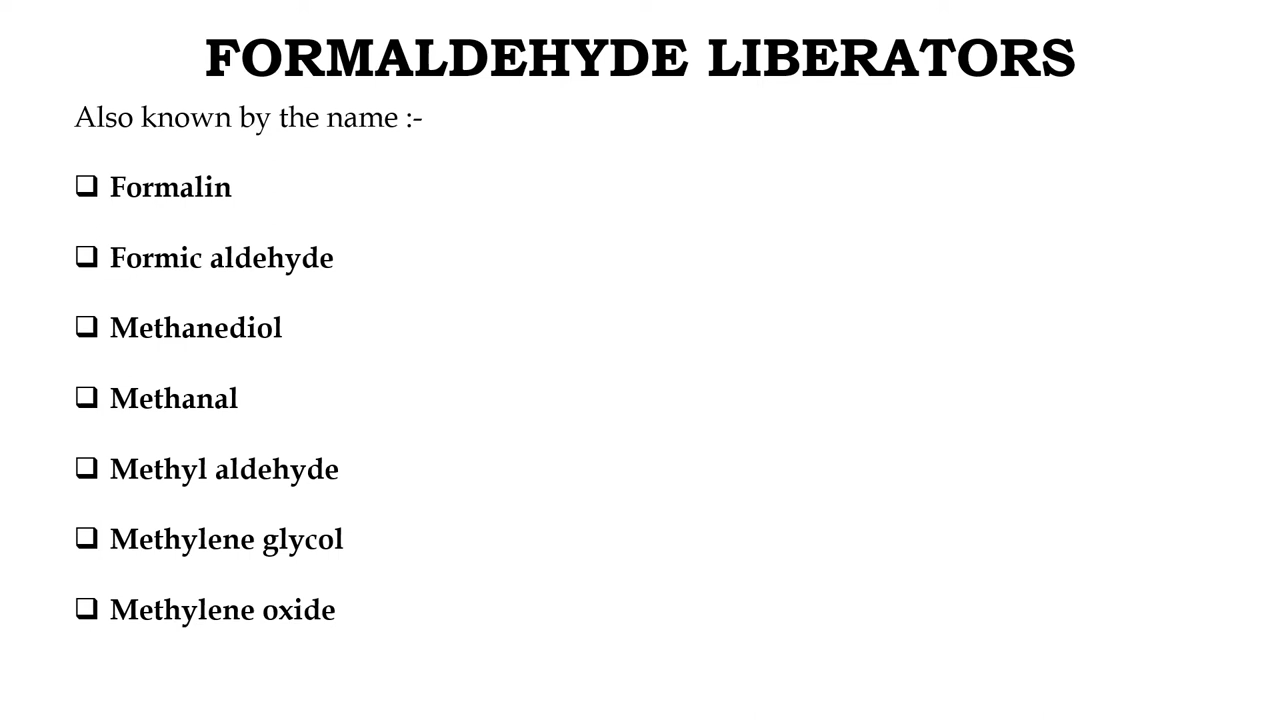 FORMALDEHYDE LIBERATORS
Also known by the name :-
❑ Formalin
❑ Formic aldehyde
❑ Methanediol
❑ Methanal
❑ Methyl aldehyde
❑ Methylene glycol
❑ Methylene oxide